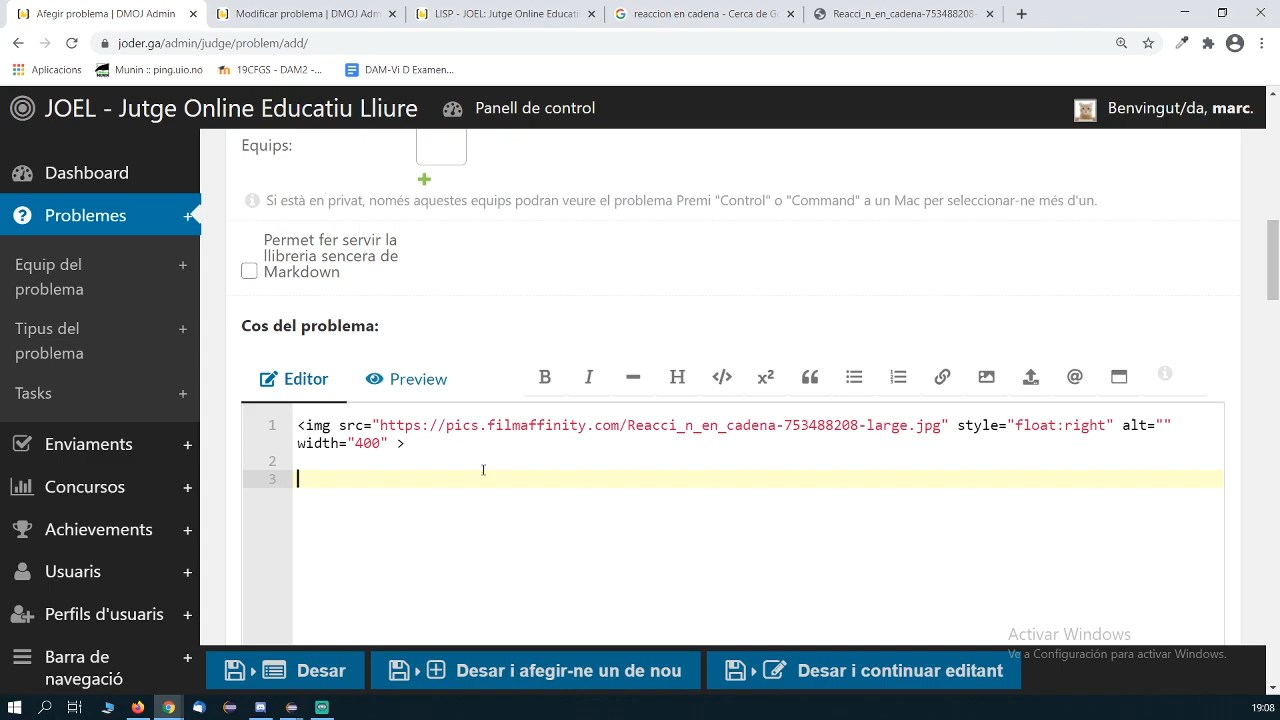 Afegir problema | DMOJ Admin
Modificar problema | DMOJ Adm
LISP - JOEL: Jutge Online Educati
reaccion en cadena - Cerca de G
Reacci_n_en_cadena-753488208-
joder.ga/admin/judge/problem/add/
Aplicacions
Munin :: ping.uio.no
19CFGS - DAM2 -...
DAM-Vi D Examen...
JOEL - Jutge Online Educatiu Lliure
Panell de control
Benvingut/da, marc.
Dashboard
Problemes +
Equip del
problema +
Tipus del
problema +
Tasks +
Enviaments +
Concursos +
Achievements +
Usuaris +
Perfils d'usuaris +
Barra de
navegació +
Equips:
Si està en privat, només aquestes equips podran veure el problema Premi "Control" o "Command" a un Mac per seleccionar-ne més d'un.
Permet fer servir la
llibreria sencera de
Markdown
Cos del problema:
Editor
Preview
B I H x²
1 <img src="https://pics.filmaffinity.com/Reacci_n_en_cadena-753488208-large.jpg" style="float:right" alt=""
width="400" >
2
3
Activar Windows
Ve a Configuración para activar Windows.
Desar
Desar i afegir-ne un de nou
Desar i continuar editant
19:08